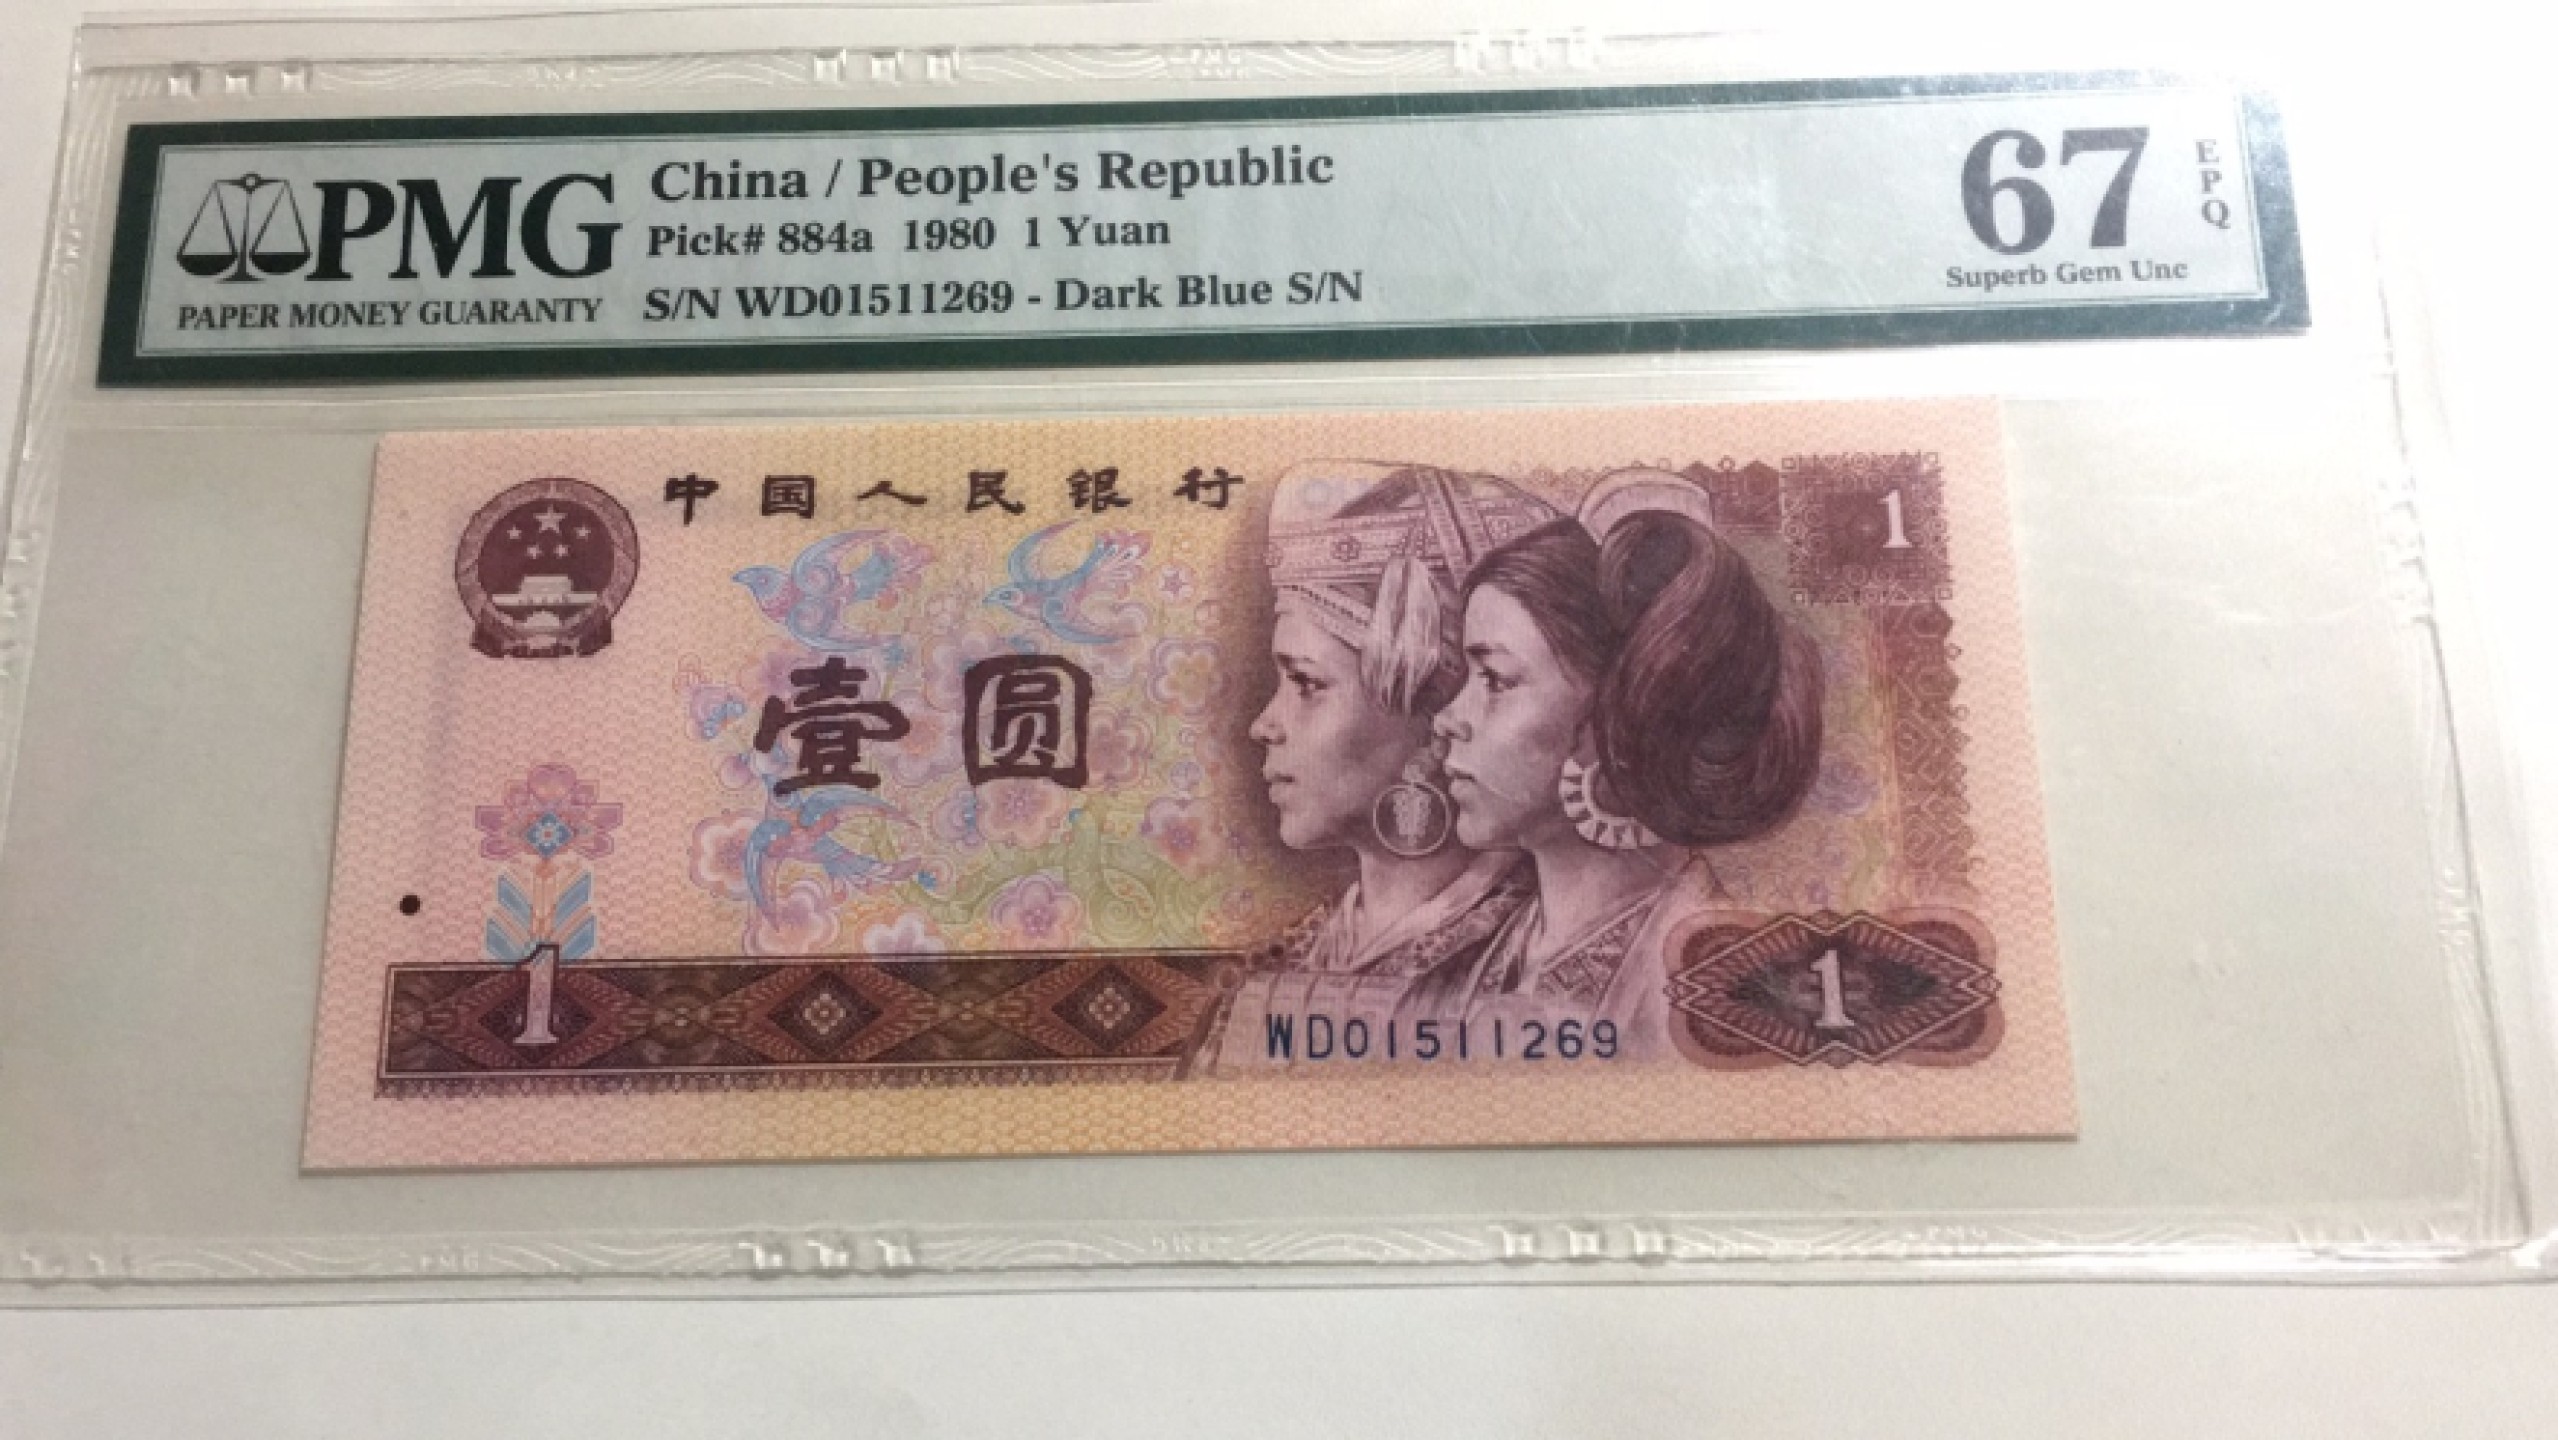 PMG
PAPER MONEY GUARANTY
China / People's Republic
Pick# 884a 1980 1 Yuan
S/N WD01511269 - Dark Blue S/N
67
EPQ
Superb Gem Unc
中国人民银行
1
壹圆
1
1
WD01511269